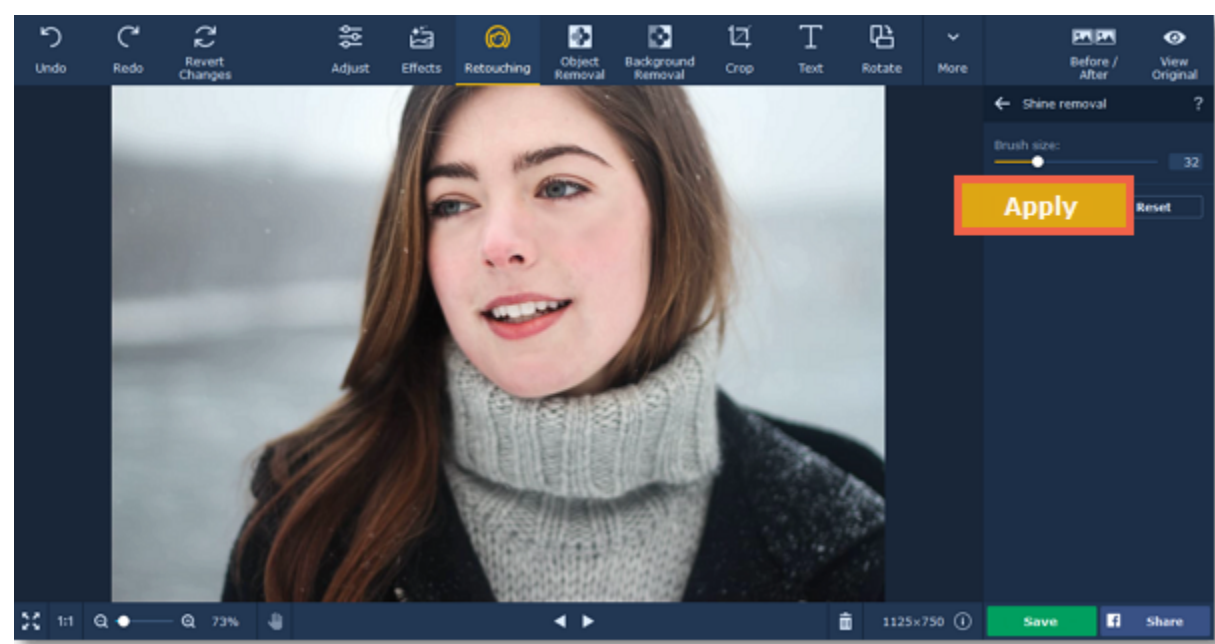 Undo
Redo
Revert
Changes
Adjust
Effects
Retouching
Object
Removal
Background
Removal
Crop
Text
Rotate
More
Before /
After
View
Original
Shine removal ?
Brush size:
32
Apply
Reset
1:1
73%
1125×750
Save
Share